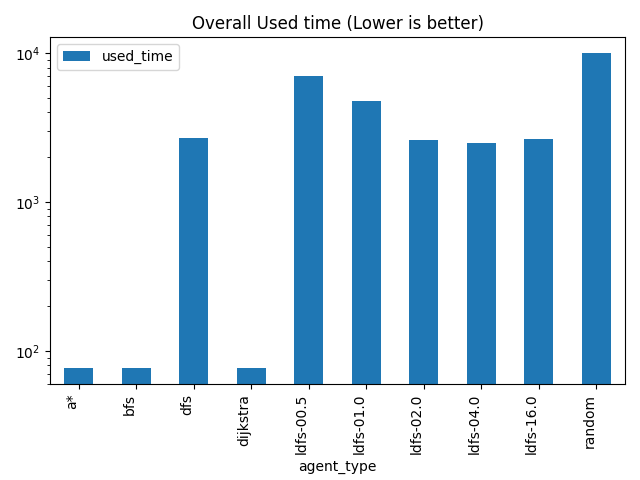 Overall Used time (Lower is better)
used_time
10^4
10^3
10^2
a*
bfs
dfs
dijkstra
ldfs-00.5
ldfs-01.0
ldfs-02.0
ldfs-04.0
ldfs-16.0
random
agent_type